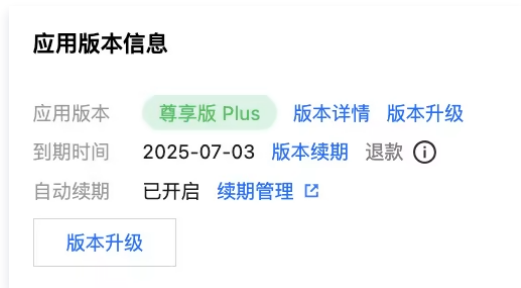 应用版本信息
应用版本 尊享版 Plus 版本详情 版本升级
到期时间 2025-07-03 版本续期 退款
自动续期 已开启 续期管理
版本升级